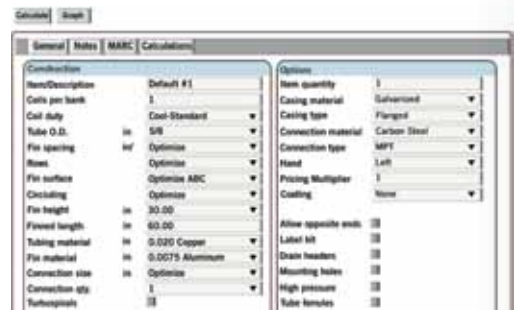 Calculate Graph
General Notes MARC Calculations
Construction
Item/Description Default #1
Coils per bank 1
Coil duty Cool-Standard
Tube O.D. in 5/8
Fin spacing in² Optimize
Rows Optimize
Fin surface Optimize ABC
Circuiting Optimize
Fin height in 30.00
Finned length in 60.00
Tubing material in 0.020 Copper
Fin material in 0.0075 Aluminum
Connection size in Optimize
Connection qty. 1
Turbospirals
Options
Item quantity 1
Casing material Galvanized
Casing type Flanged
Connection material Carbon Steel
Connection type MPT
Hand Left
Pricing Multiplier 1
Coating None
Allow opposite ends
Label kit
Drain headers
Mounting holes
High pressure
Tube ferrules